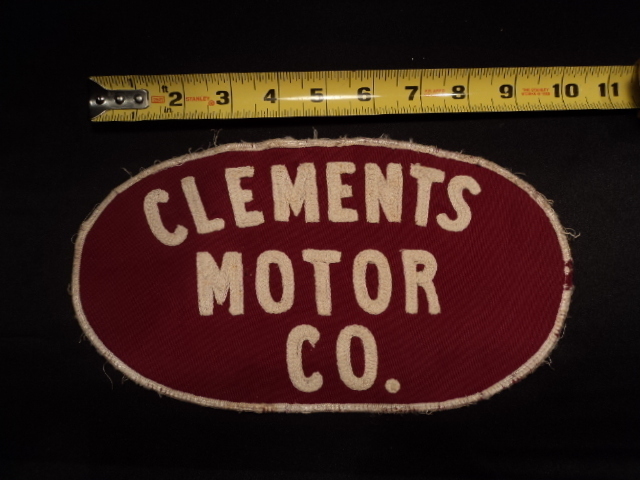 2 STANLEY 3 4 5 6 7 8 9 10 11
CLEMENTS
MOTOR
CO.